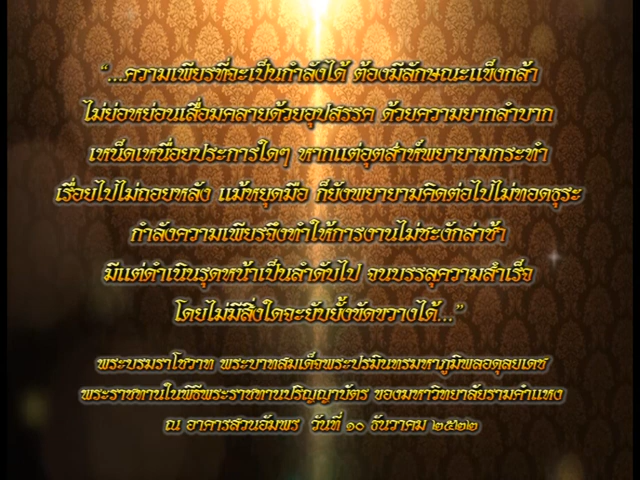 “...ความเพียรที่จะเป็นกำลังได้ ต้องมีลักษณะแข็งกล้า
ไม่ย่อหย่อนเสื่อมคลายด้วยอุปสรรค ด้วยความยากลำบาก
เหน็ดเหนื่อยประการใดๆ หากแต่อุตสาห์พยายามกระทำ
เรื่อยไปไม่ถอยหลัง แม้หยุดมือ ก็ยังพยายามคิดต่อไปไม่ทอดธุระ
กำลังความเพียรจึงทำให้การงานไม่ชะงักล่าช้า
มีแต่ดำเนินรุดหน้าเป็นลำดับไป จนบรรลุความสำเร็จ
โดยไม่มีสิ่งใดจะยับยั้งขัดขวางได้...”
พระบรมราโชวาท พระบาทสมเด็จพระปรมินทรมหาภูมิพลอดุลยเดช
พระราชทานในพิธีพระราชทานปริญญาบัตร ของมหาวิทยาลัยรามคำแหง
ณ อาคารสวนอัมพร วันที่ ๑๐ ธันวาคม ๒๕๒๒